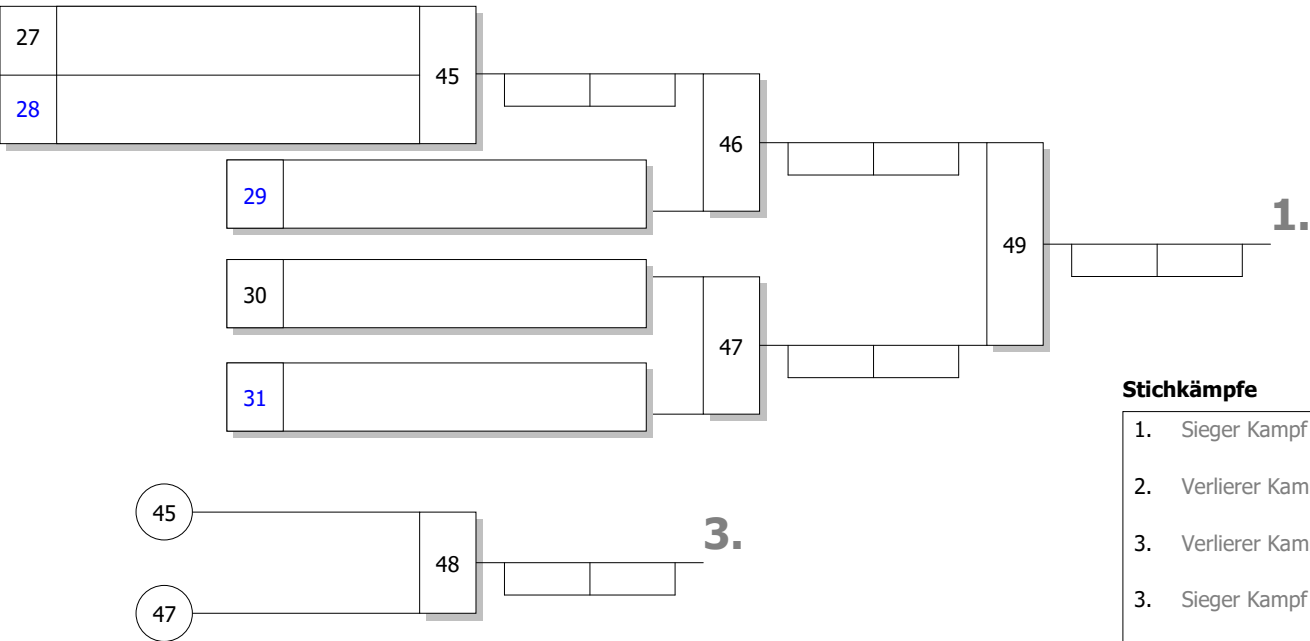 27
45
28
46
29
1.
49
30
47
31
Stichkämpfe
1. Sieger Kampf
2. Verlierer Kam
3. Verlierer Kam
3. Sieger Kampf
45
3.
48
47